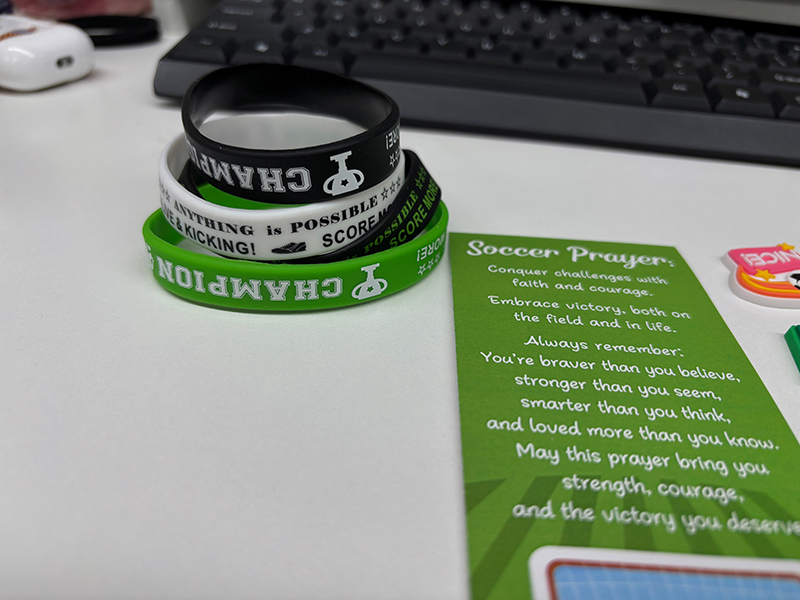 MORE!
CHAMPION
ANYTHING is POSSIBLE
& KICKING!
SCORE
POSSIBLE
SCORE MORE
CHAMPION
MORE!
Soccer Prayer:
Conquer challenges with
faith and courage.
Embrace victory, both on
the field and in life.
Always remember:
You're braver than you believe,
stronger than you seem,
smarter than you think,
and loved more than you know.
May this prayer bring you
strength, courage,
and the victory you deserve
NICE!